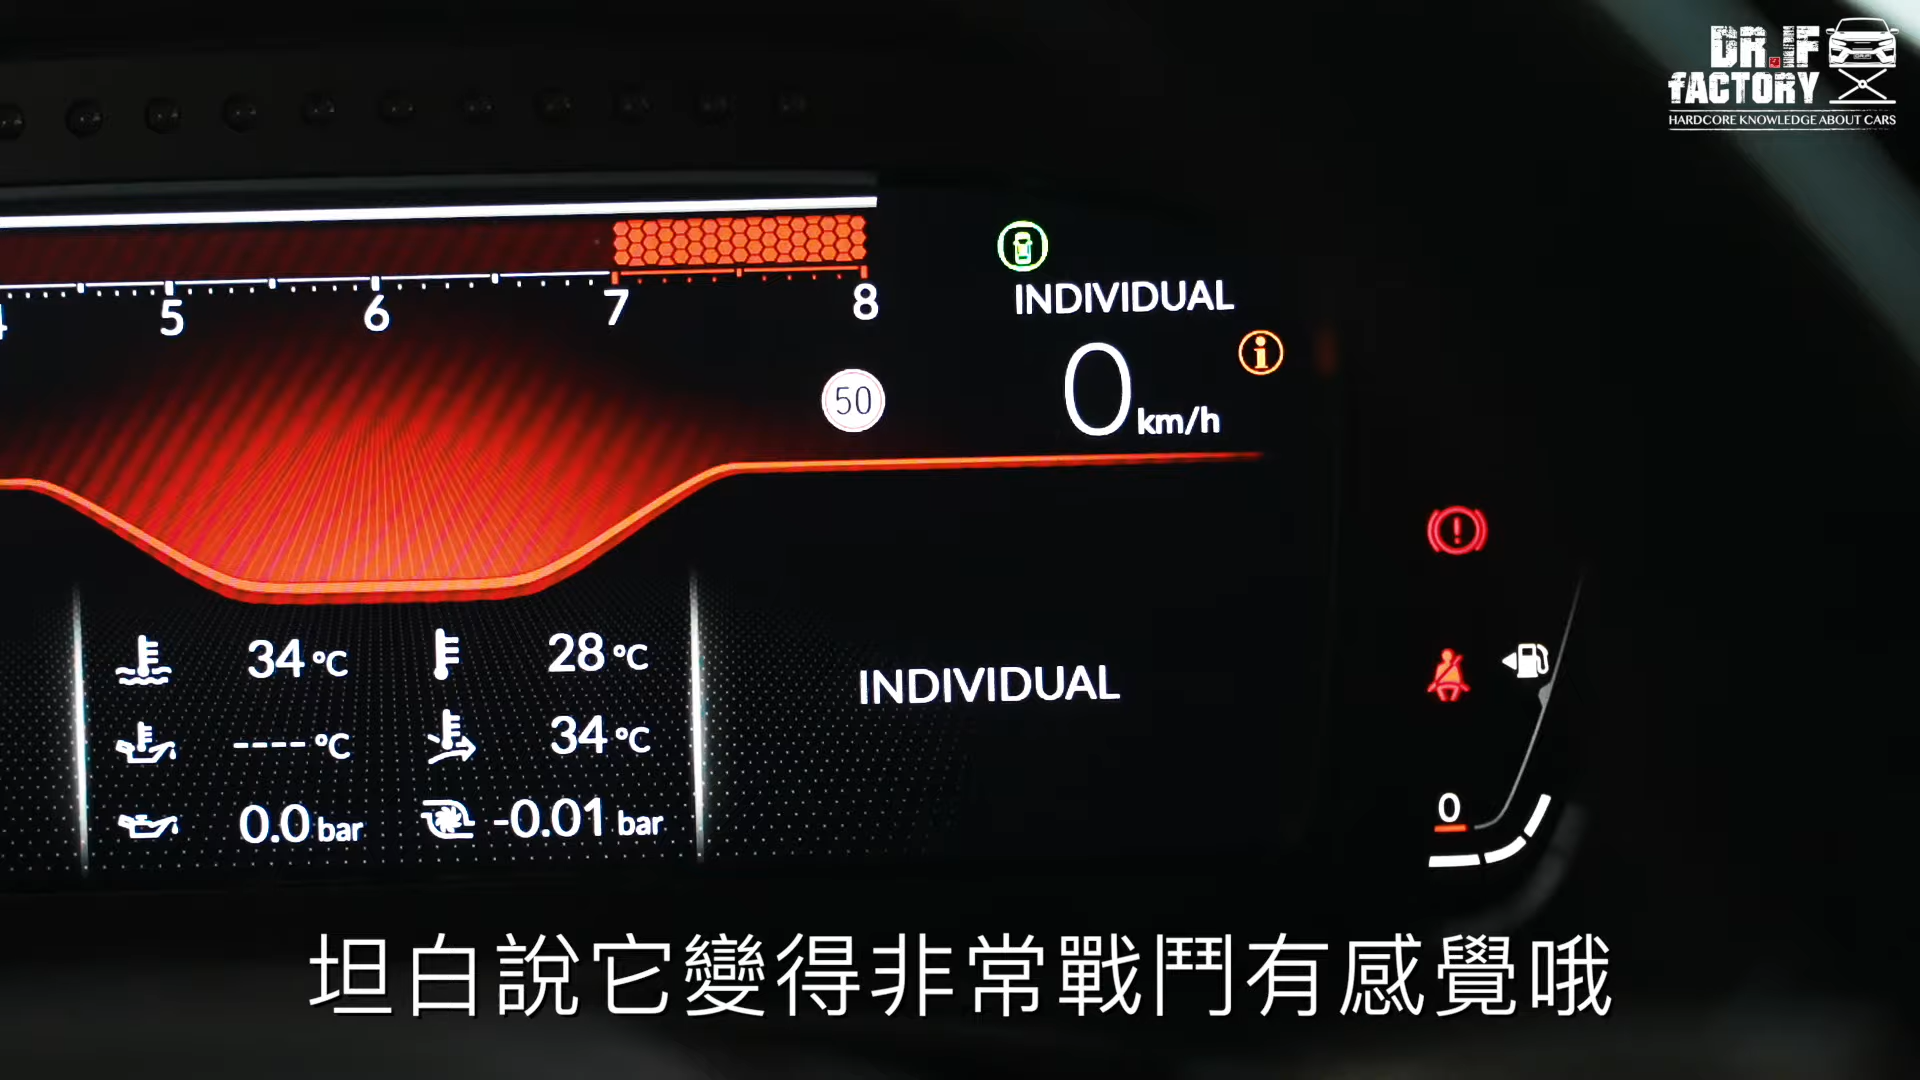 DR.IF
fACTORY
HARDCORE KNOWLEDGE ABOUT CARS
5 6 7 8
INDIVIDUAL
50
0 km/h
34 °C 28 °C
INDIVIDUAL
---- °C 34 °C
0.0 bar -0.01 bar
0
坦白說它變得非常戰鬥有感覺哦